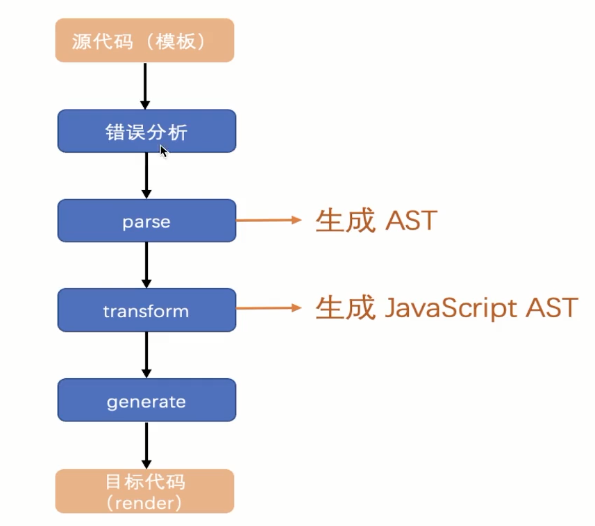 源代码（模板）
错误分析
parse
生成 AST
transform
生成 JavaScript AST
generate
目标代码
（render）